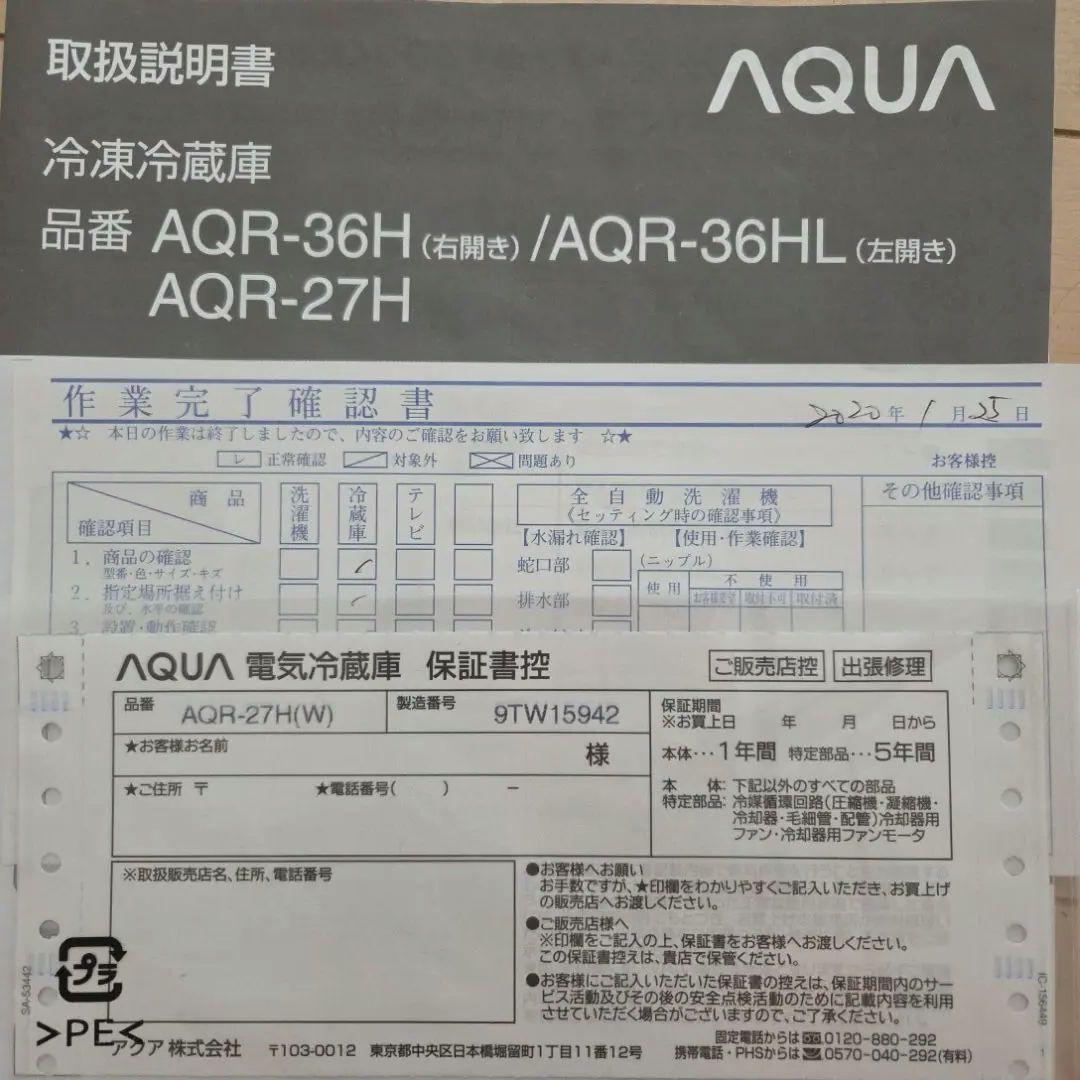 取扱説明書
AQUA
冷凍冷蔵庫
品番 AQR-36H(右開き)/AQR-36HL(左開き)
AQR-27H
作業完了確認書
2020年 1月25日
★☆ 本日の作業は終了しましたので、内容のご確認をお願い致します ☆★
レ 正常確認 対象外 問題あり
お客様控
商品
確認項目
洗濯機
冷蔵庫
テレビ
全自動洗濯機
《セッティング時の確認事項》
その他確認事項
【水漏れ確認】 【使用・作業確認】
1. 商品の確認
型番・色・サイズ・キズ
蛇口部
(ニップル)
使用
不使用
2. 指定場所据え付け
及び、水平の確認
排水部
取付不可 取付済
3. 設置・動作確認
AQUA 電気冷蔵庫 保証書控
ご販売店控 出張修理
品番 AQR-27H(W)
製造番号 9TW15942
保証期間
※お買上日 年 月 日から
本体…1年間 特定部品…5年間
★お客様お名前 様
★ご住所 〒 ★電話番号( ) −
本体:下記以外のすべての部品
特定部品:冷媒循環回路(圧縮機・凝縮機・
冷却器・毛細管・配管)冷却器用
ファン・冷却器用ファンモータ
※取扱販売店名、住所、電話番号
●お客様へお願い
お手数ですが、★印欄をわかりやすくご記入いただき、お買上げ
の販売店へお渡しください。
●ご販売店様へ
※印欄をご記入の上、保証書をお客様へお渡しください。
この保証書控えは、貴店で保管ください。
●お客様にご記入いただいた保証書の控えは、保証期間内のサー
ビス活動及びその後の安全点検活動のために記載内容を利用
させていただく場合がございますので、ご了承ください。
プラ
>PE<
SA-53442
IC-156449
アクア株式会社 〒103-0012 東京都中央区日本橋堀留町1丁目11番12号
固定電話からは 0120-880-292
携帯電話・PHSからは 0570-040-292(有料)